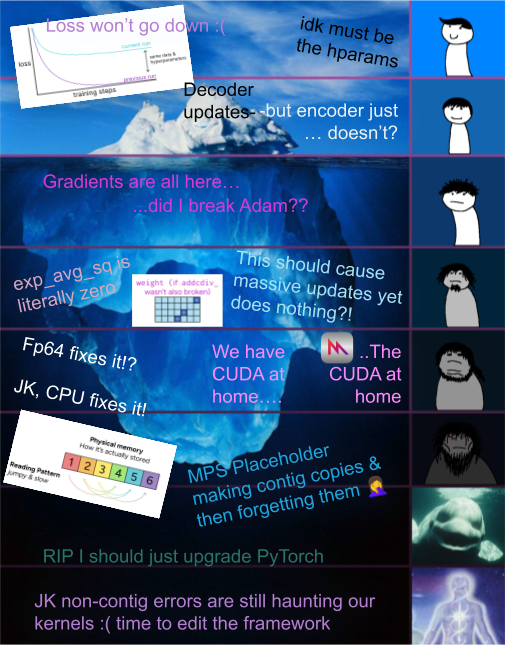 Loss won't go down :(
loss
current run
same data &
hyperparameters
previous run
training steps
idk must be
the hparams
Decoder
updates-
-but encoder just
… doesn't?
Gradients are all here…
...did I break Adam??
exp_avg_sq is
literally zero
weight (if addcdiv_
wasn't also broken)
This should cause
massive updates yet
does nothing?!
Fp64 fixes it!?
JK, CPU fixes it!
We have
CUDA at
home….
..The
CUDA at
home
Physical memory
How it's actually stored
1 2 3 4 5 6
Reading Pattern
Jumpy & slow
MPS Placeholder
making contig copies &
then forgetting them 🤦‍♀️
RIP I should just upgrade PyTorch
JK non-contig errors are still haunting our
kernels :( time to edit the framework